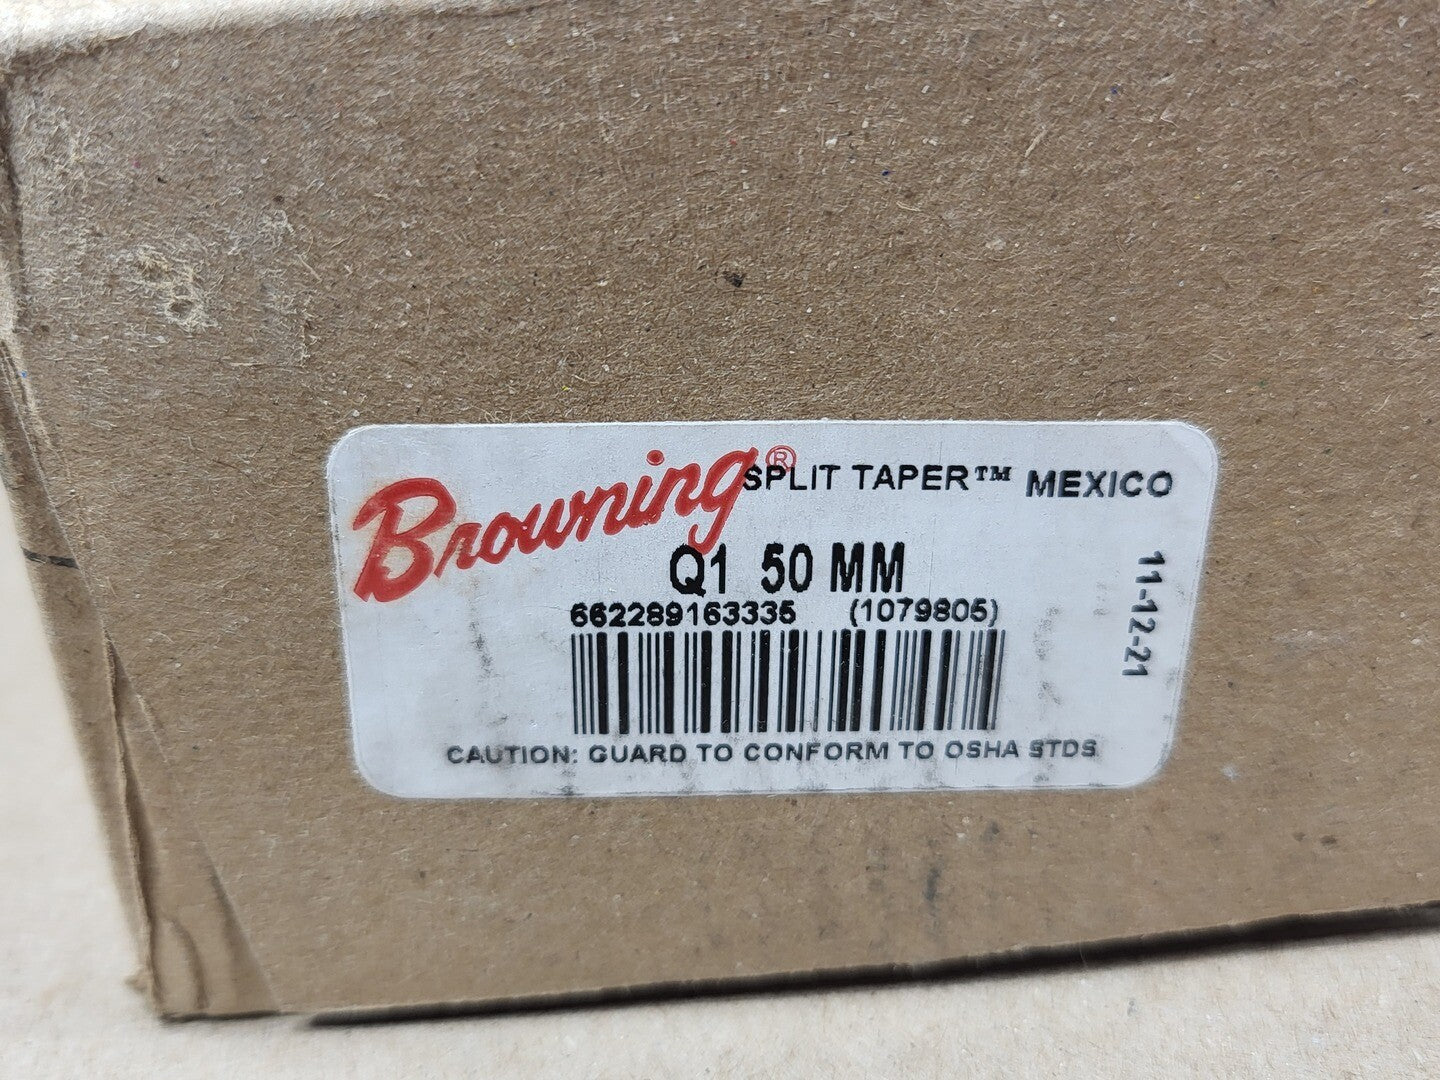 Browning® SPLIT TAPER™ MEXICO
Q1 50 MM
662289163335 (1079805)
11-12-21
CAUTION: GUARD TO CONFORM TO OSHA STDS